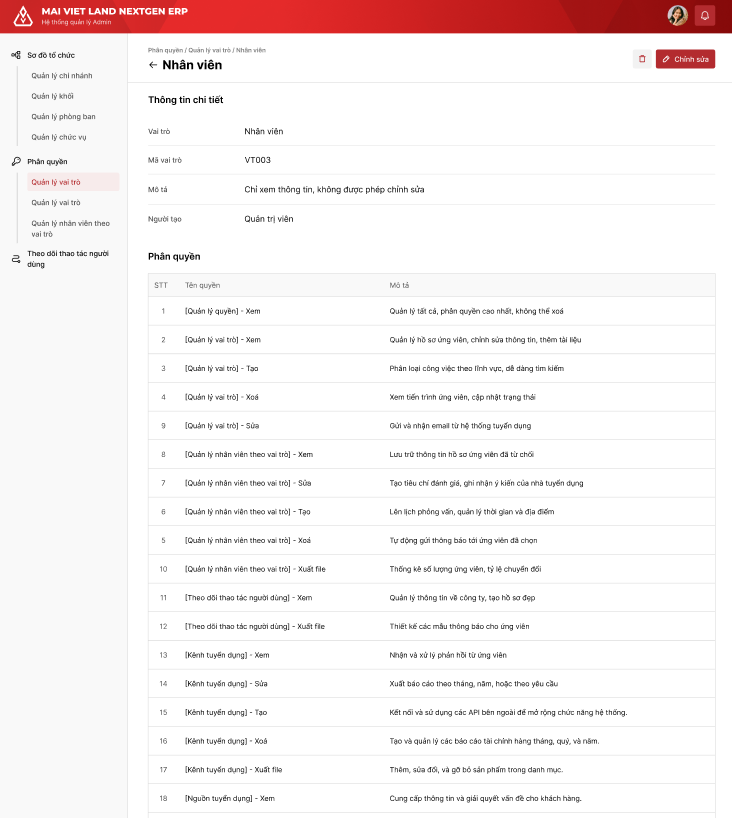 MAI VIET LAND NEXTGEN ERP
Hệ thống quản lý Admin
Sơ đồ tổ chức
Quản lý chi nhánh
Quản lý khối
Quản lý phòng ban
Quản lý chức vụ
Phân quyền
Quản lý vai trò
Quản lý vai trò
Quản lý nhân viên theo
vai trò
Theo dõi thao tác người
dùng
Phân quyền / Quản lý vai trò / Nhân viên
← Nhân viên
Chỉnh sửa
Thông tin chi tiết
Vai trò Nhân viên
Mã vai trò VT003
Mô tả Chỉ xem thông tin, không được phép chỉnh sửa
Người tạo Quản trị viên
Phân quyền
STT Tên quyền Mô tả
1 [Quản lý quyền] - Xem Quản lý tất cả, phân quyền cao nhất, không thể xoá
2 [Quản lý vai trò] - Xem Quản lý hồ sơ ứng viên, chỉnh sửa thông tin, thêm tài liệu
3 [Quản lý vai trò] - Tạo Phân loại công việc theo lĩnh vực, dễ dàng tìm kiếm
4 [Quản lý vai trò] - Xoá Xem tiến trình ứng viên, cập nhật trạng thái
9 [Quản lý vai trò] - Sửa Gửi và nhận email từ hệ thống tuyển dụng
8 [Quản lý nhân viên theo vai trò] - Xem Lưu trữ thông tin hồ sơ ứng viên đã từ chối
7 [Quản lý nhân viên theo vai trò] - Sửa Tạo tiêu chí đánh giá, ghi nhận ý kiến của nhà tuyển dụng
6 [Quản lý nhân viên theo vai trò] - Tạo Lên lịch phỏng vấn, quản lý thời gian và địa điểm
5 [Quản lý nhân viên theo vai trò] - Xoá Tự động gửi thông báo tới ứng viên đã chọn
10 [Quản lý nhân viên theo vai trò] - Xuất file Thống kê số lượng ứng viên, tỷ lệ chuyển đổi
11 [Theo dõi thao tác người dùng] - Xem Quản lý thông tin về công ty, tạo hồ sơ đẹp
12 [Theo dõi thao tác người dùng] - Xuất file Thiết kế các mẫu thông báo cho ứng viên
13 [Kênh tuyển dụng] - Xem Nhận và xử lý phản hồi từ ứng viên
14 [Kênh tuyển dụng] - Sửa Xuất báo cáo theo tháng, năm, hoặc theo yêu cầu
15 [Kênh tuyển dụng] - Tạo Kết nối và sử dụng các API bên ngoài để mở rộng chức năng hệ thống.
16 [Kênh tuyển dụng] - Xoá Tạo và quản lý các báo cáo tài chính hàng tháng, quý, và năm.
17 [Kênh tuyển dụng] - Xuất file Thêm, sửa đổi, và gỡ bỏ sản phẩm trong danh mục.
18 [Nguồn tuyển dụng] - Xem Cung cấp thông tin và giải quyết vấn đề cho khách hàng.